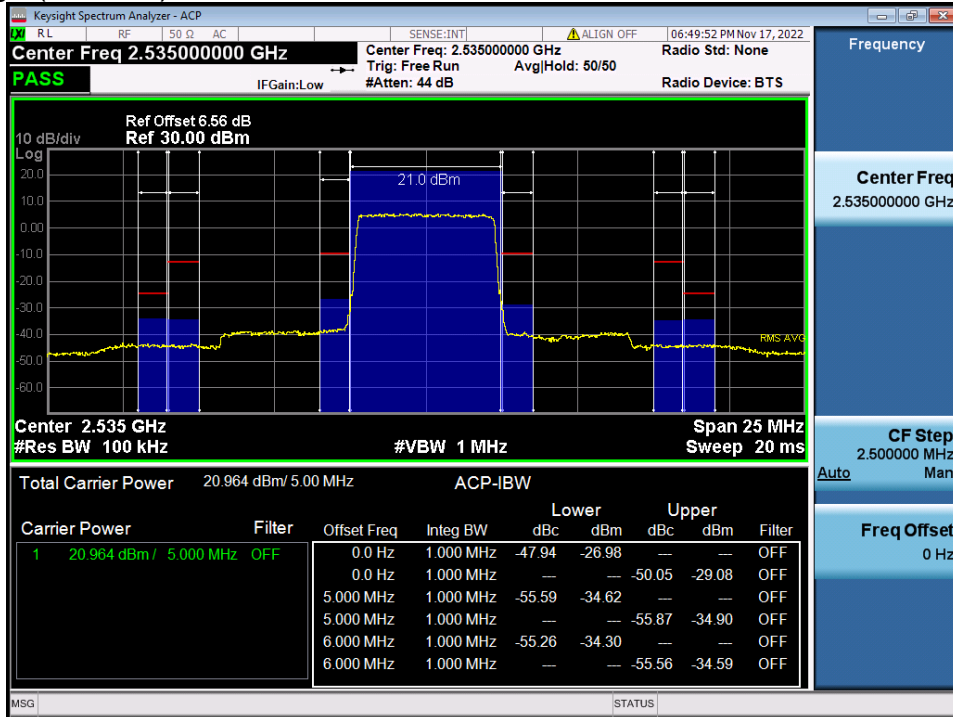 Keysight Spectrum Analyzer - ACP
LXI RL RF 50 Ω AC SENSE:INT ALIGN OFF 06:49:52 PM Nov 17, 2022
Center Freq 2.535000000 GHz Center Freq: 2.535000000 GHz Radio Std: None
Trig: Free Run Avg|Hold: 50/50
PASS IFGain:Low #Atten: 44 dB Radio Device: BTS
Frequency
Ref Offset 6.56 dB
10 dB/div Ref 30.00 dBm
Log
20.0
21.0 dBm
10.0
0.00
-10.0
-20.0
-30.0
-40.0
RMS AVG
-50.0
-60.0
Center 2.535 GHz Span 25 MHz
#Res BW 100 kHz #VBW 1 MHz Sweep 20 ms
Center Freq
2.535000000 GHz
CF Step
2.500000 MHz
Auto Man
Freq Offset
0 Hz
Total Carrier Power 20.964 dBm/ 5.00 MHz ACP-IBW
Lower Upper
Carrier Power Filter Offset Freq Integ BW dBc dBm dBc dBm Filter
1 20.964 dBm / 5.000 MHz OFF 0.0 Hz 1.000 MHz -47.94 -26.98 --- --- OFF
0.0 Hz 1.000 MHz --- --- -50.05 -29.08 OFF
5.000 MHz 1.000 MHz -55.59 -34.62 --- --- OFF
5.000 MHz 1.000 MHz --- --- -55.87 -34.90 OFF
6.000 MHz 1.000 MHz -55.26 -34.30 --- --- OFF
6.000 MHz 1.000 MHz --- --- -55.56 -34.59 OFF
MSG STATUS